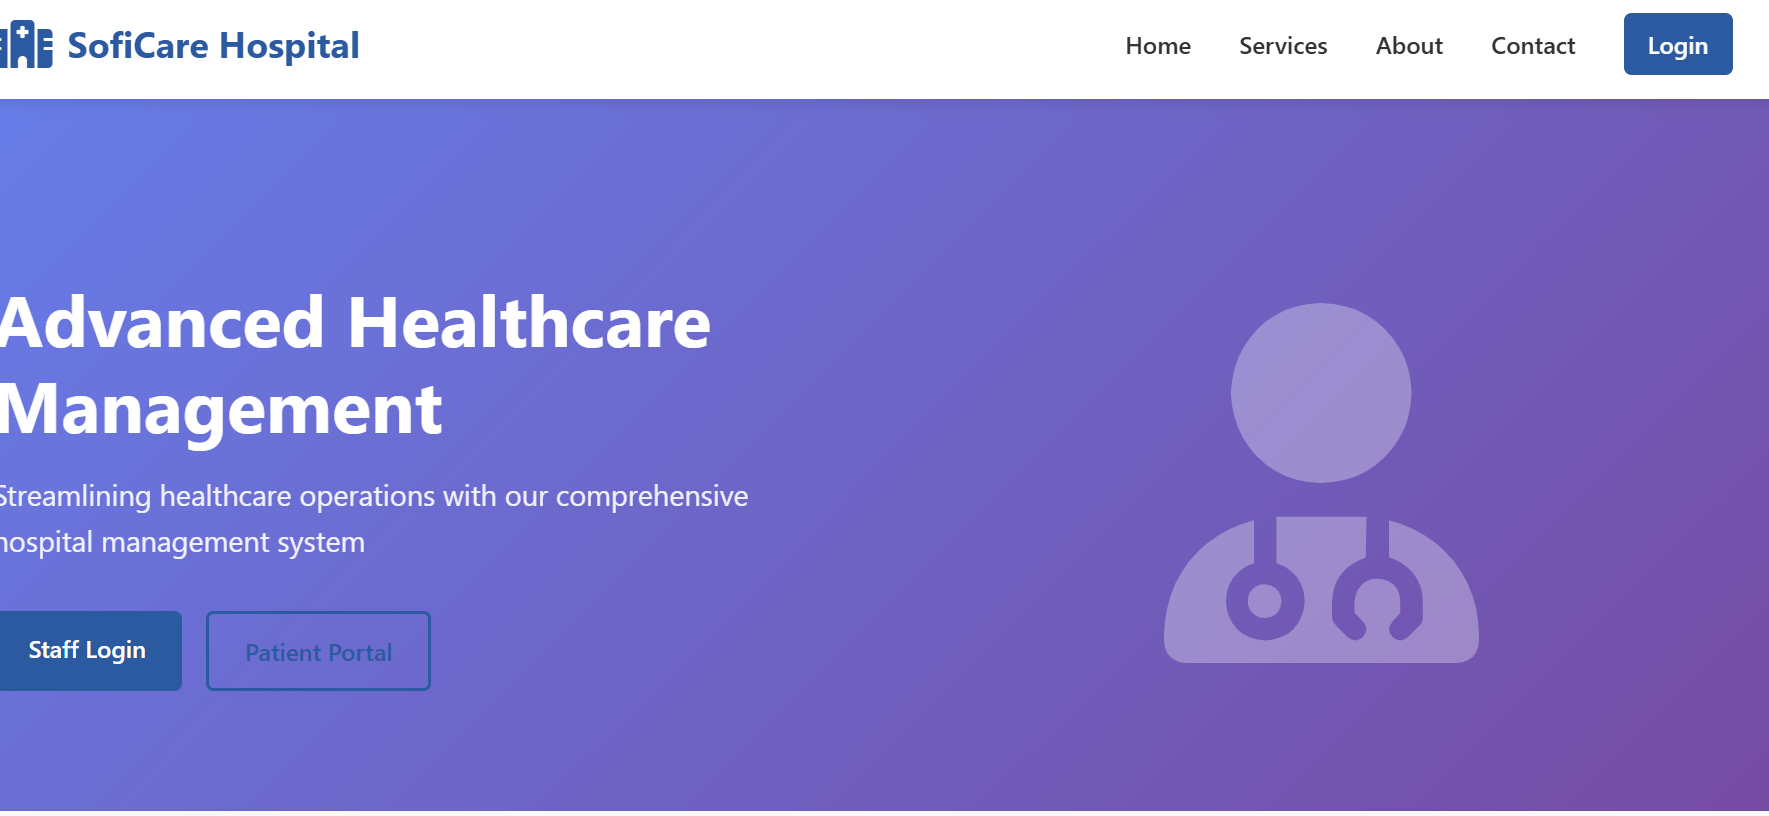 SofiCare Hospital
Home Services About Contact Login
Advanced Healthcare
Management
Streamlining healthcare operations with our comprehensive
hospital management system
Staff Login Patient Portal